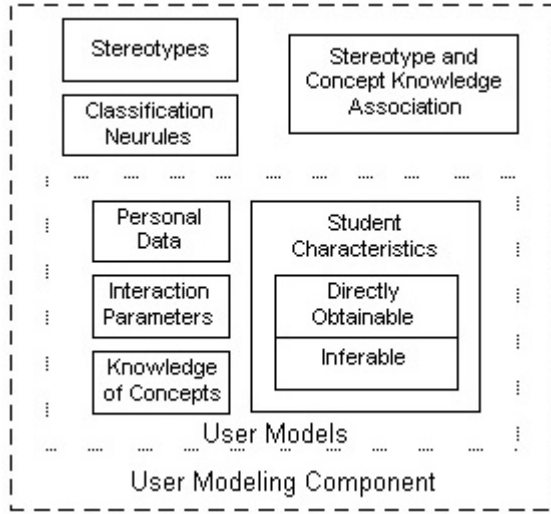 Stereotypes
Classification
Neurules
Stereotype and
Concept Knowledge
Association
Personal
Data
Interaction
Parameters
Knowledge
of Concepts
Student
Characteristics
Directly
Obtainable
Inferable
User Models
User Modeling Component